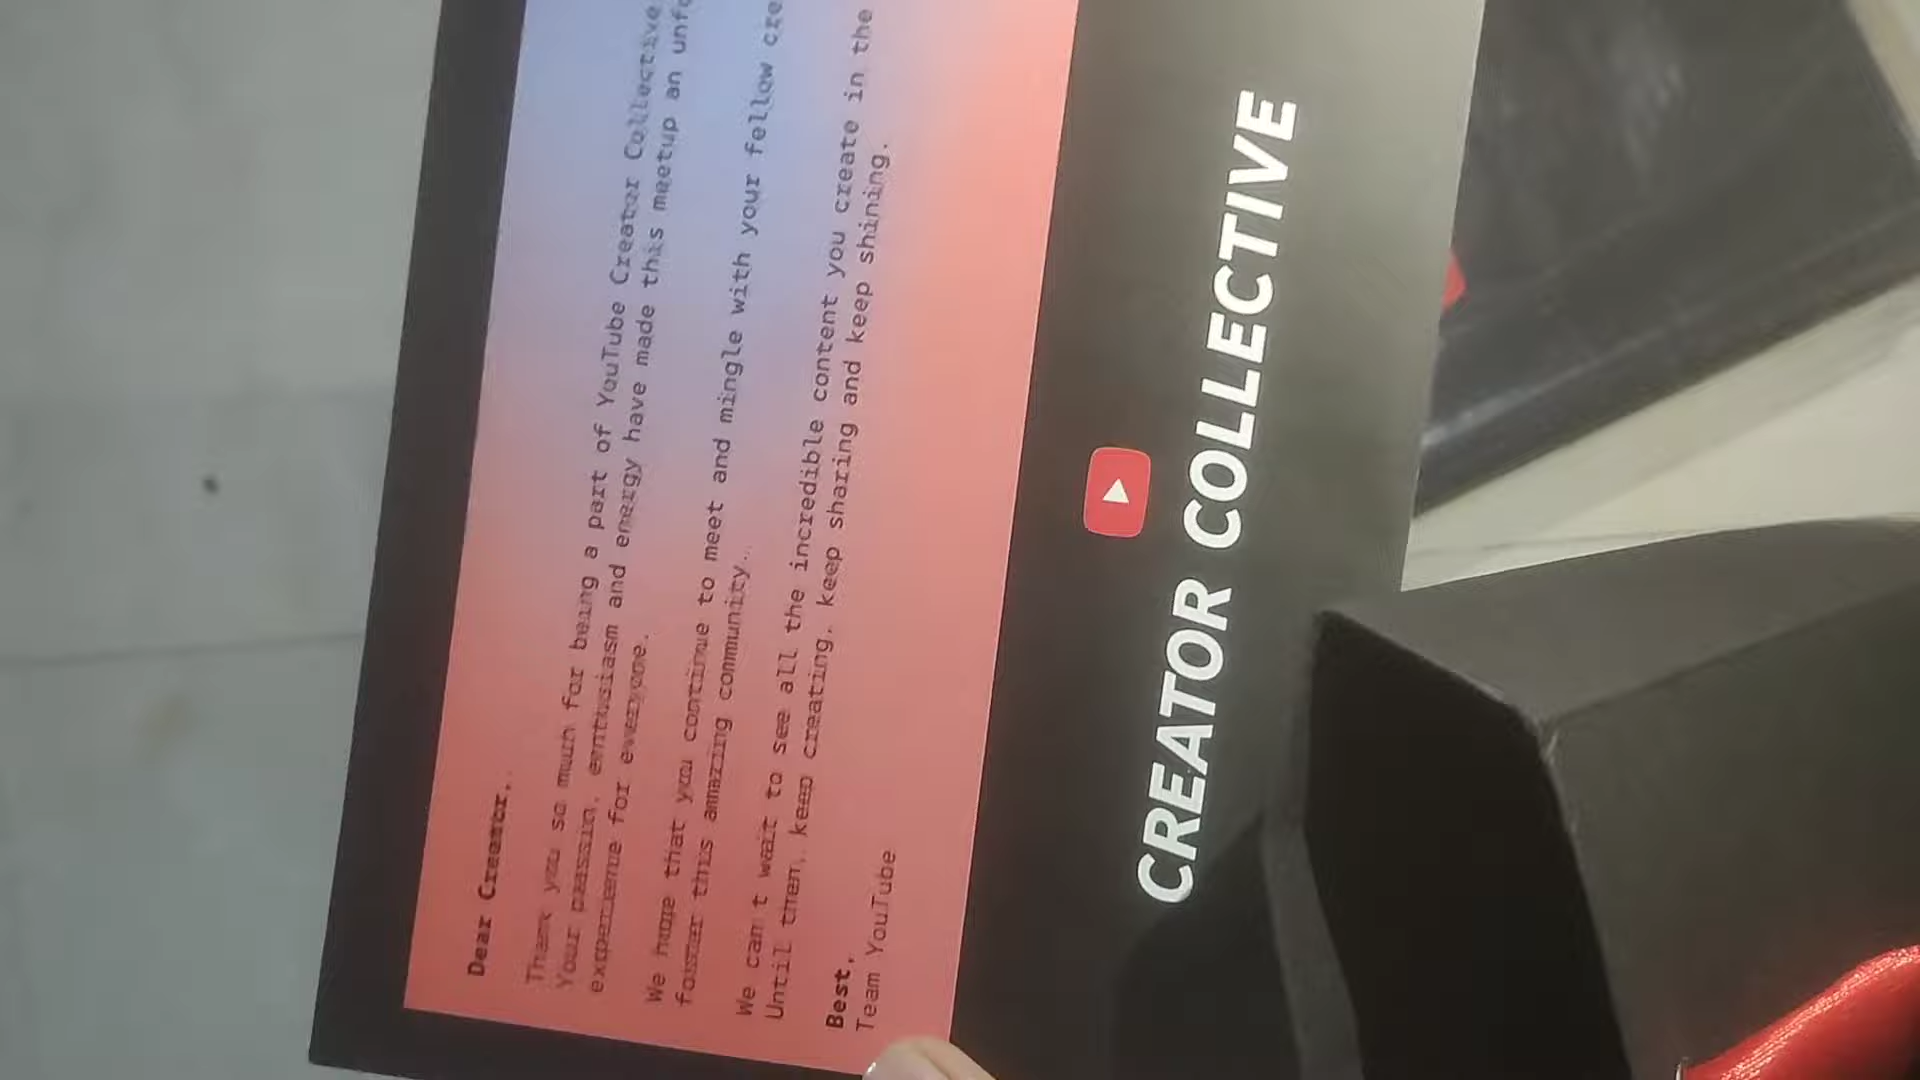 Dear Creator,
Thank you so much for being a part of YouTube Creator Collective
Your passion, enthusiasm and energy have made this meetup an
experience for everyone.
We hope that you continue to meet and mingle with your fellow
foster this amazing community.
We can't wait to see all the incredible content you create in the
Until then, keep creating, keep sharing and keep shining.
Best,
Team YouTube
CREATOR COLLECTIVE